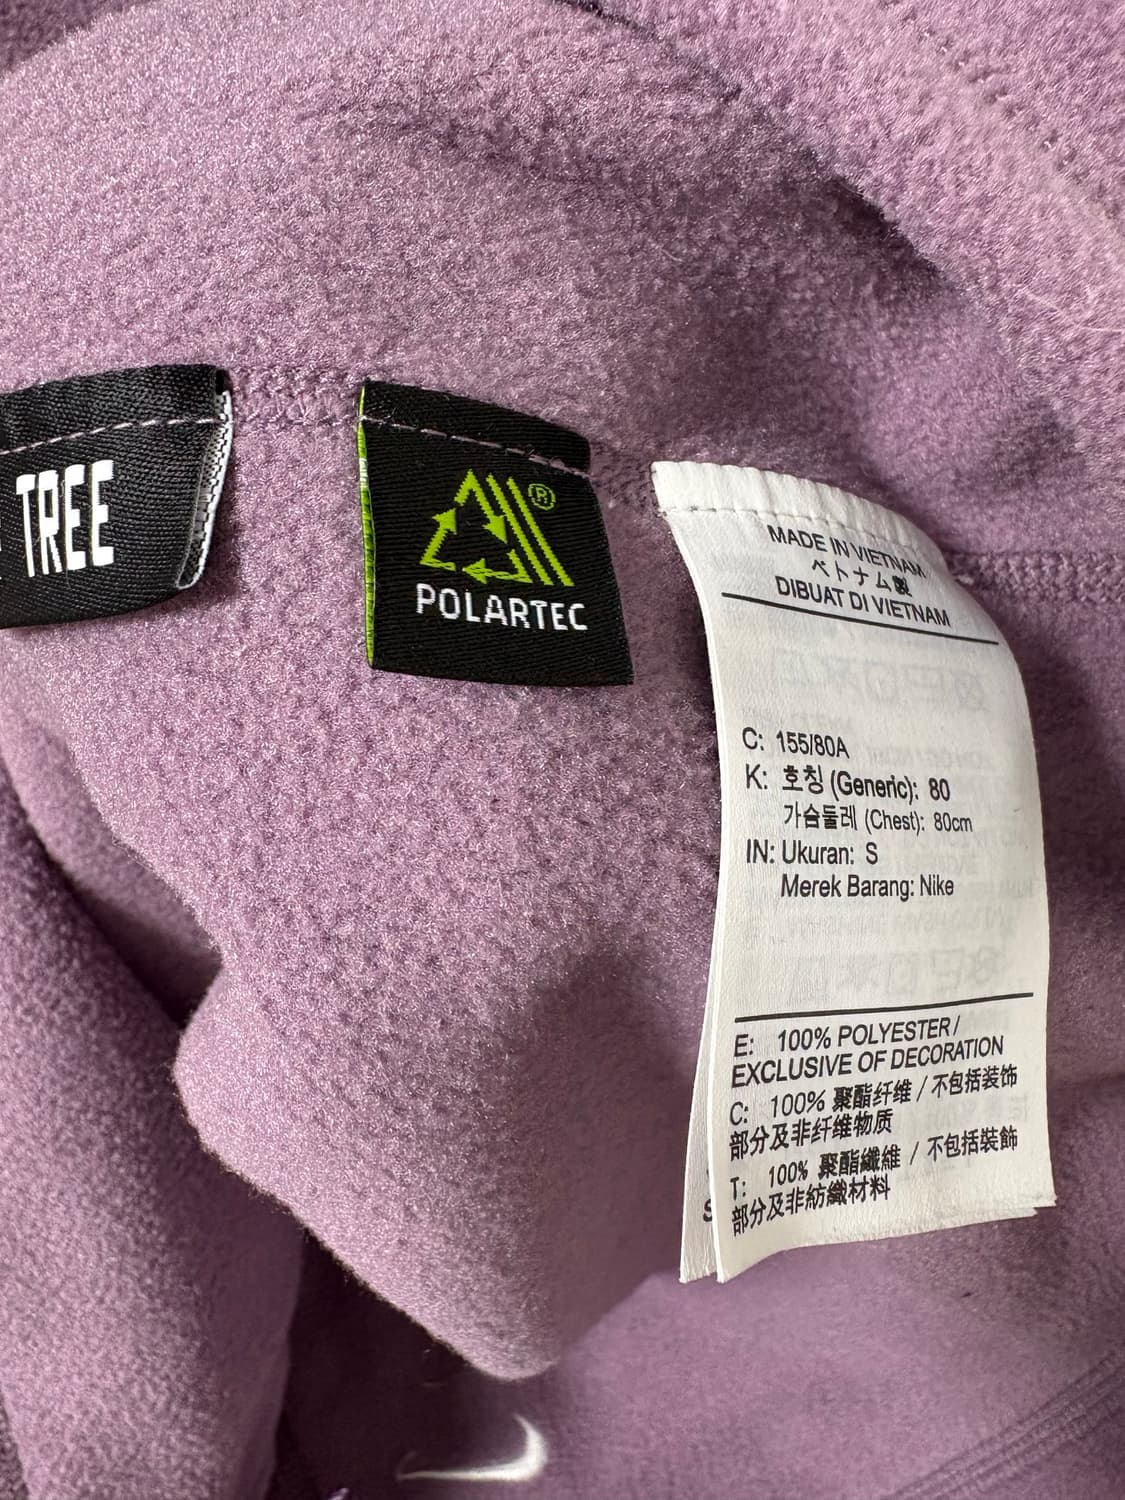 TREE
®
POLARTEC
MADE IN VIETNAM
ベトナム製
DIBUAT DI VIETNAM
C: 155/80A
K: 호칭 (Generic): 80
가슴둘레 (Chest): 80cm
IN: Ukuran: S
Merek Barang: Nike
E: 100% POLYESTER /
EXCLUSIVE OF DECORATION
C: 100% 聚酯纤维 / 不包括装饰
部分及非纤维物质
T: 100% 聚酯纖維 / 不包括裝飾
部分及非紡織材料